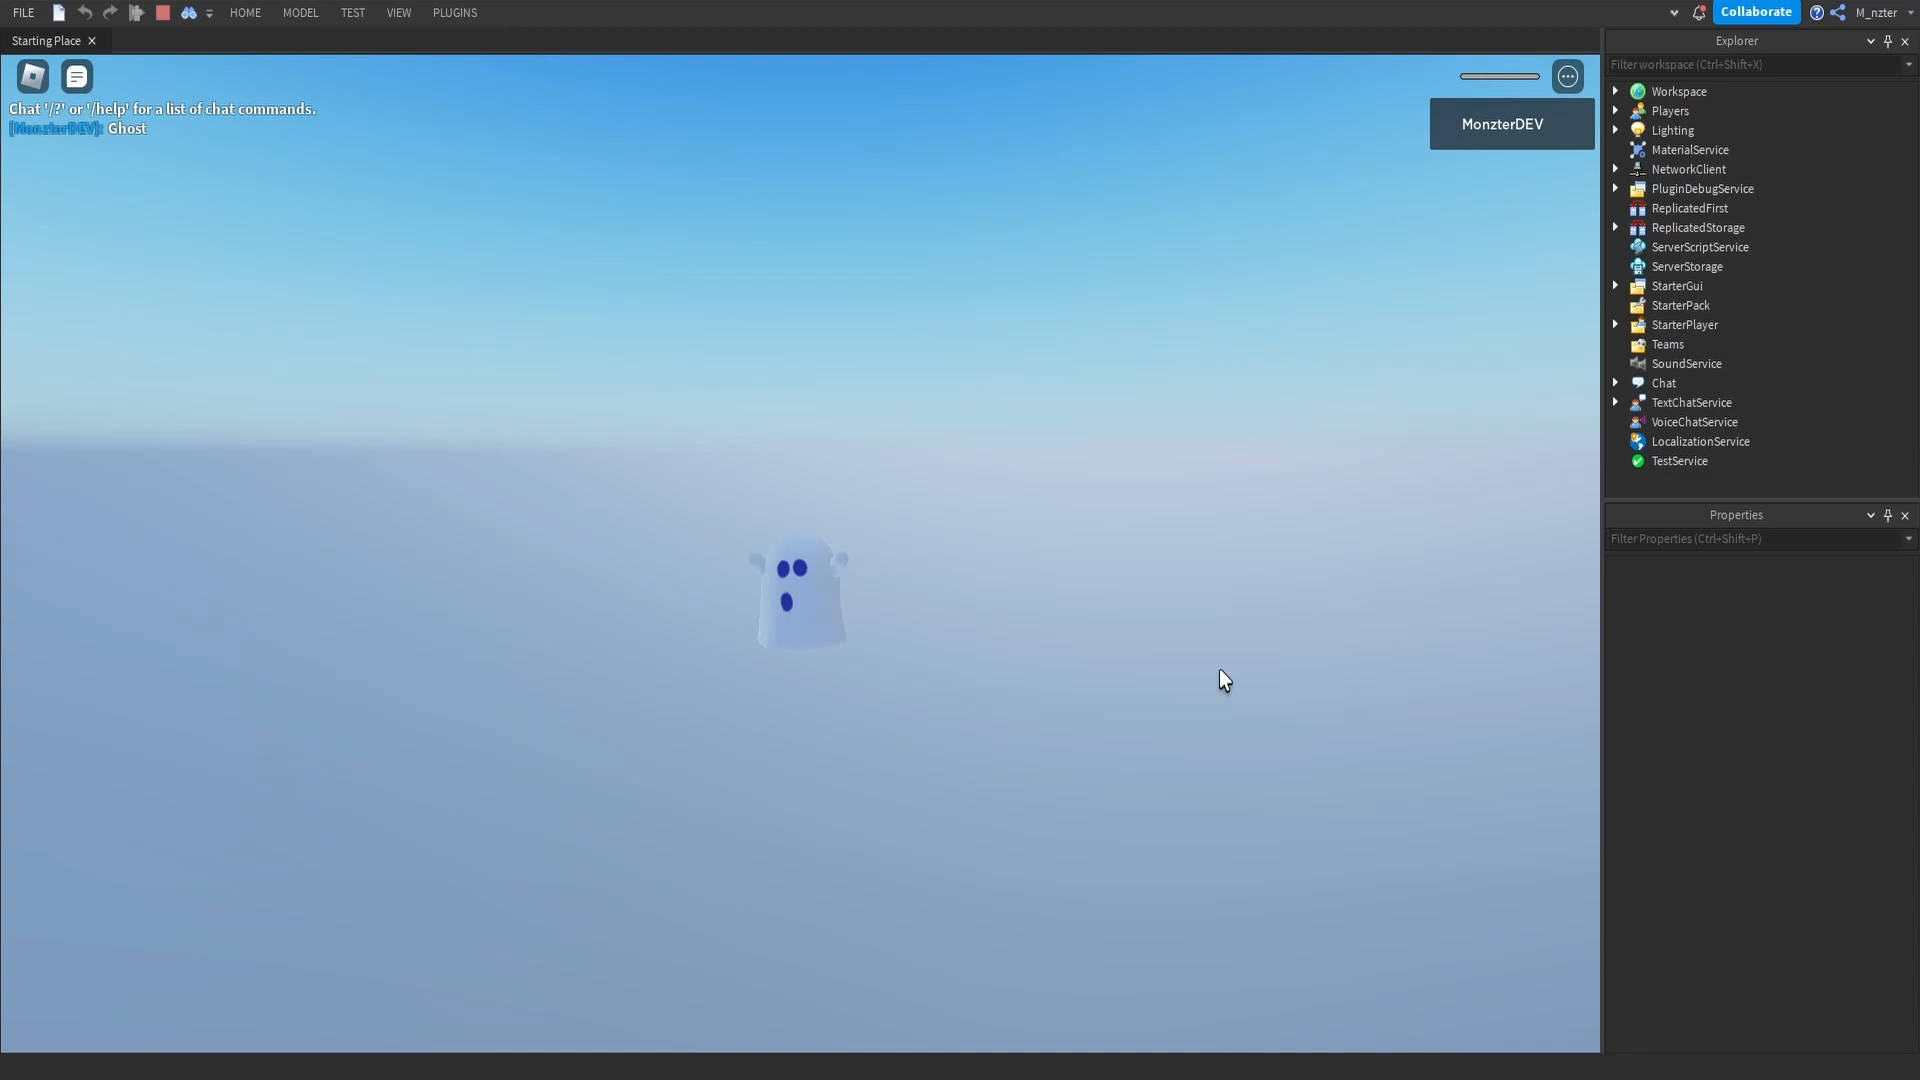 FILE HOME MODEL TEST VIEW PLUGINS Collaborate M_nzter
Starting Place
Chat '/?' or '/help' for a list of chat commands.
[MonzterDEV]: Ghost
MonzterDEV
Explorer
Filter workspace (Ctrl+Shift+X)
Workspace
Players
Lighting
MaterialService
NetworkClient
PluginDebugService
ReplicatedFirst
ReplicatedStorage
ServerScriptService
ServerStorage
StarterGui
StarterPack
StarterPlayer
Teams
SoundService
Chat
TextChatService
VoiceChatService
LocalizationService
TestService
Properties
Filter Properties (Ctrl+Shift+P)